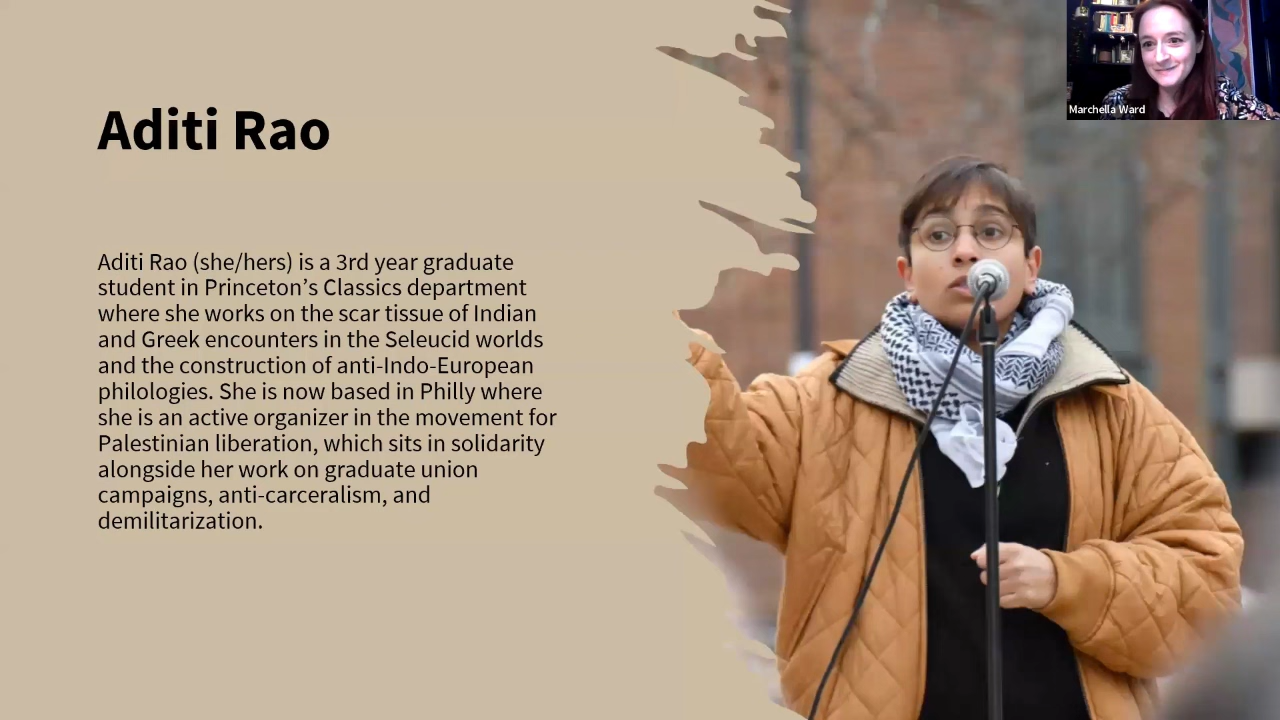 Aditi Rao
Aditi Rao (she/hers) is a 3rd year graduate
student in Princeton’s Classics department
where she works on the scar tissue of Indian
and Greek encounters in the Seleucid worlds
and the construction of anti-Indo-European
philologies. She is now based in Philly where
she is an active organizer in the movement for
Palestinian liberation, which sits in solidarity
alongside her work on graduate union
campaigns, anti-carceralism, and
demilitarization.
Marchella Ward